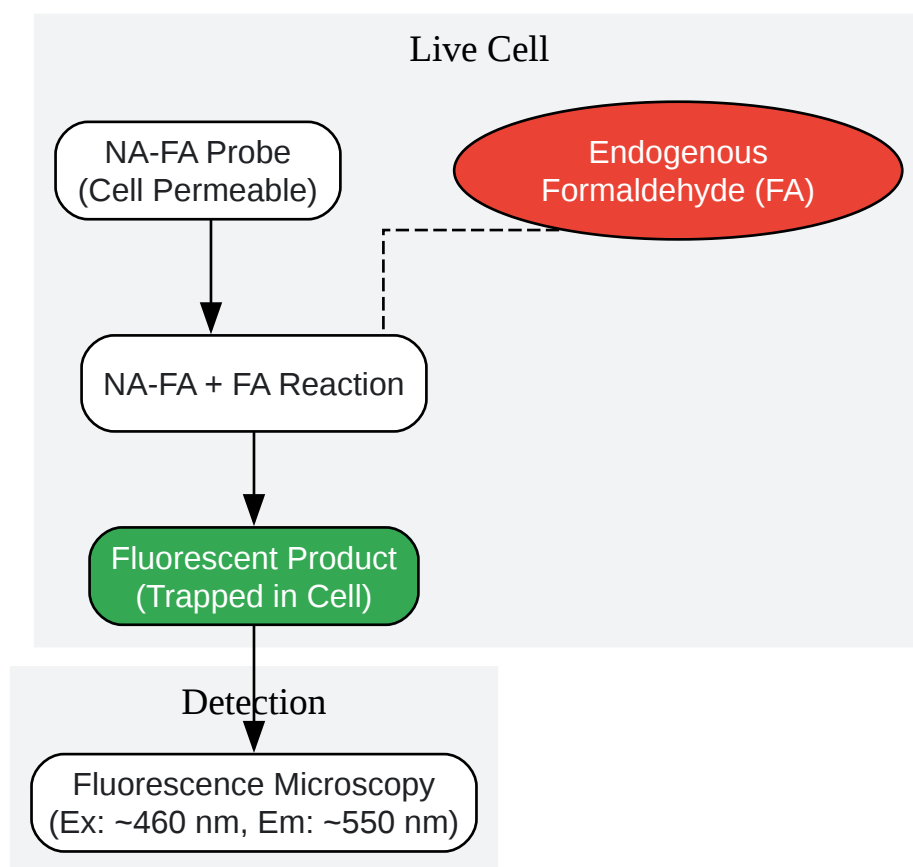 Live Cell
NA-FA Probe
(Cell Permeable)
Endogenous
Formaldehyde (FA)
NA-FA + FA Reaction
Fluorescent Product
(Trapped in Cell)
Detection
Fluorescence Microscopy
(Ex: ~460 nm, Em: ~550 nm)